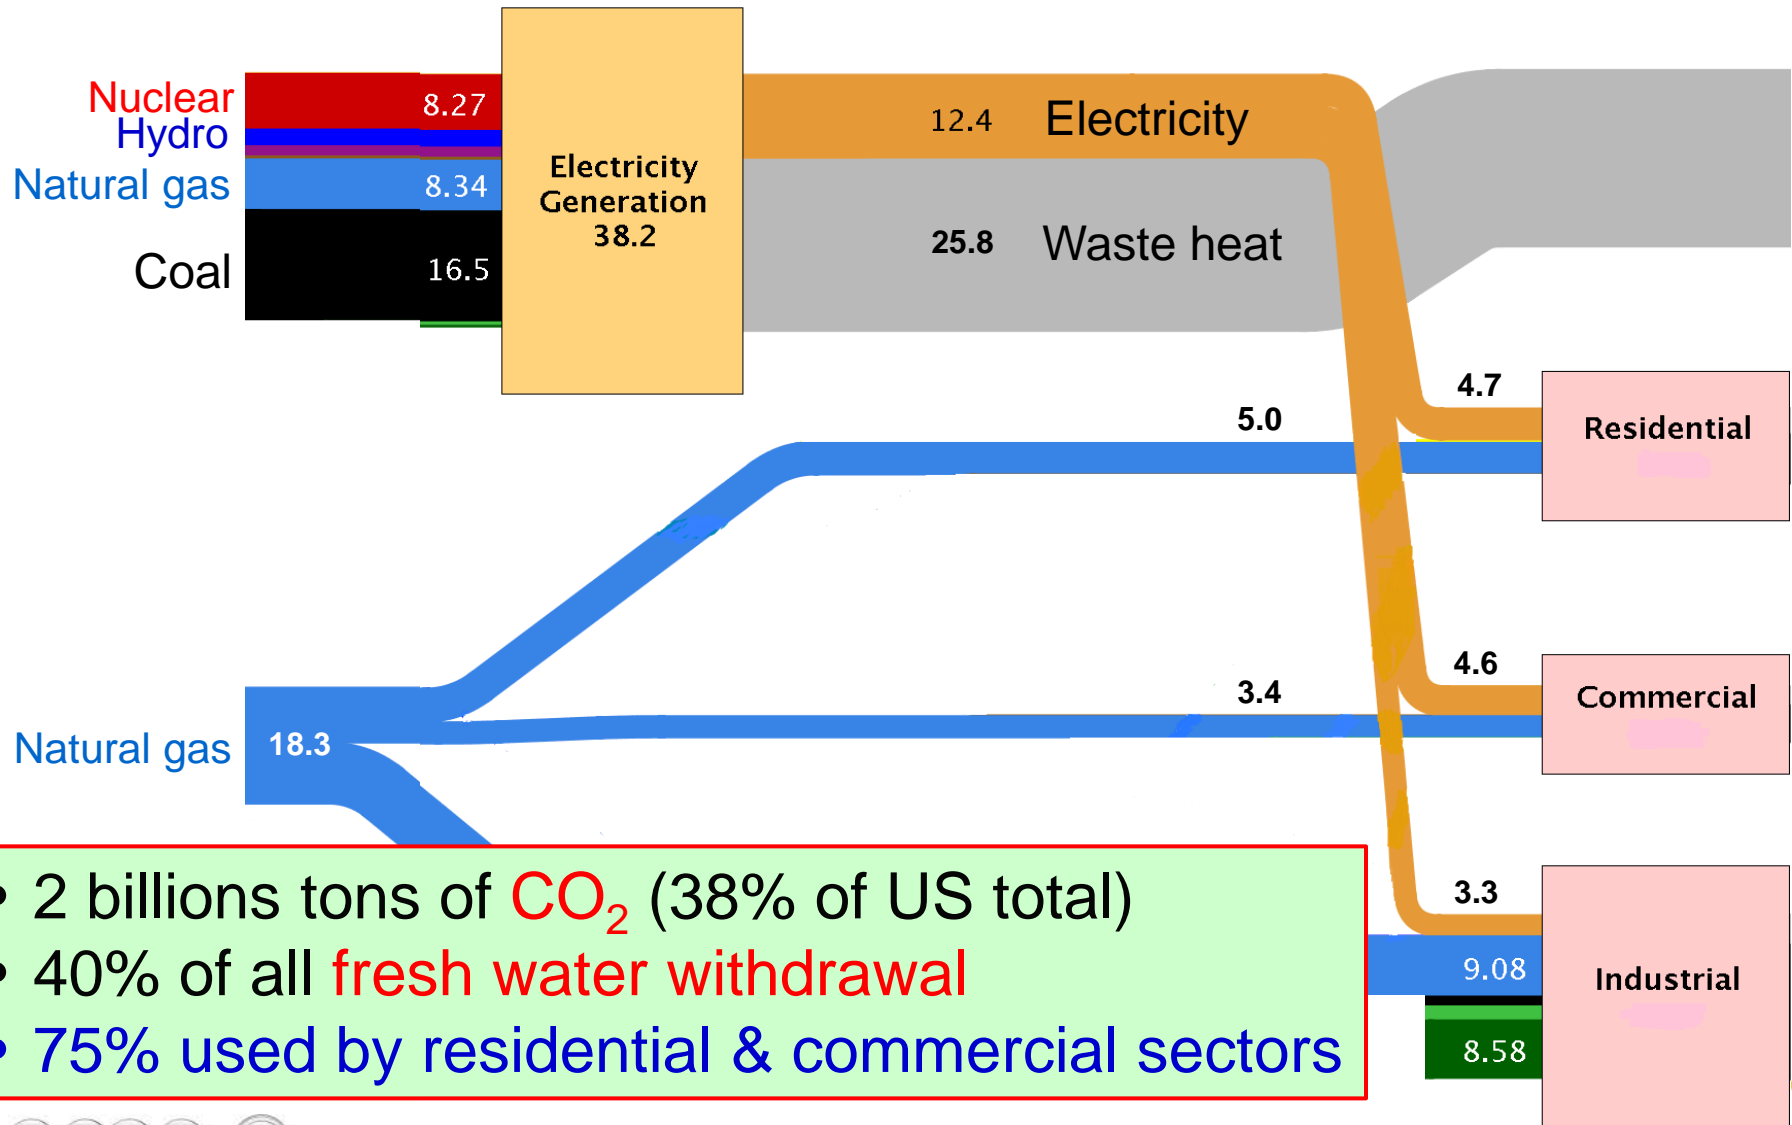 Nuclear
8.27
Hydro
Natural gas
8.34
Coal
16.5
Electricity
Generation
38.2
12.4 Electricity
25.8 Waste heat
5.0
4.7
Residential
Natural gas
18.3
3.4
4.6
Commercial
3.3
9.08
8.58
Industrial
• 2 billions tons of CO₂ (38% of US total)
• 40% of all fresh water withdrawal
• 75% used by residential & commercial sectors